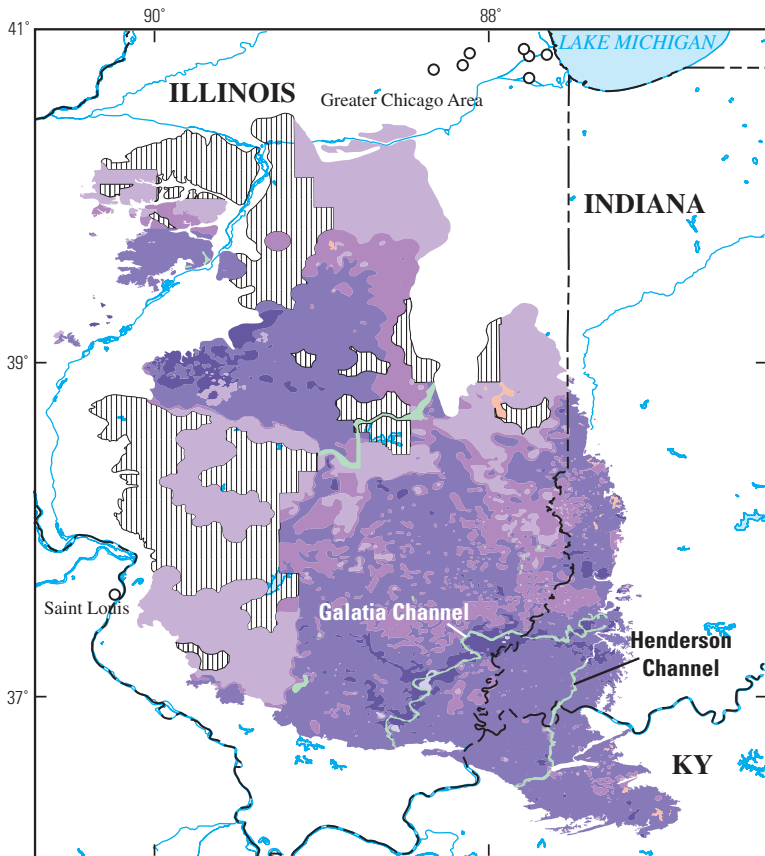 90°
88°
41°
LAKE MICHIGAN
ILLINOIS
Greater Chicago Area
INDIANA
39°
Saint Louis
Galatia Channel
Henderson
Channel
37°
KY